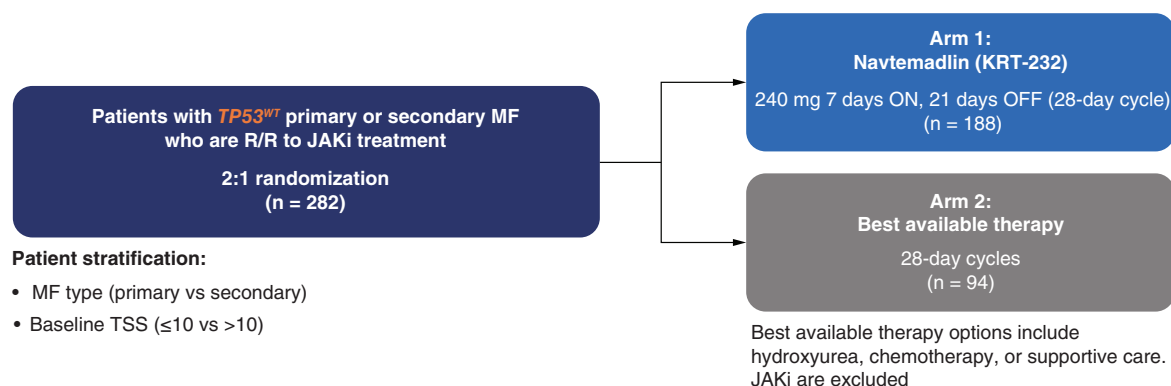 Patients with TP53WT primary or secondary MF
who are R/R to JAKi treatment
2:1 randomization
(n = 282)
Patient stratification:
• MF type (primary vs secondary)
• Baseline TSS (≤10 vs >10)
Arm 1:
Navtemadlin (KRT-232)
240 mg 7 days ON, 21 days OFF (28-day cycle)
(n = 188)
Arm 2:
Best available therapy
28-day cycles
(n = 94)
Best available therapy options include
hydroxyurea, chemotherapy, or supportive care.
JAKi are excluded